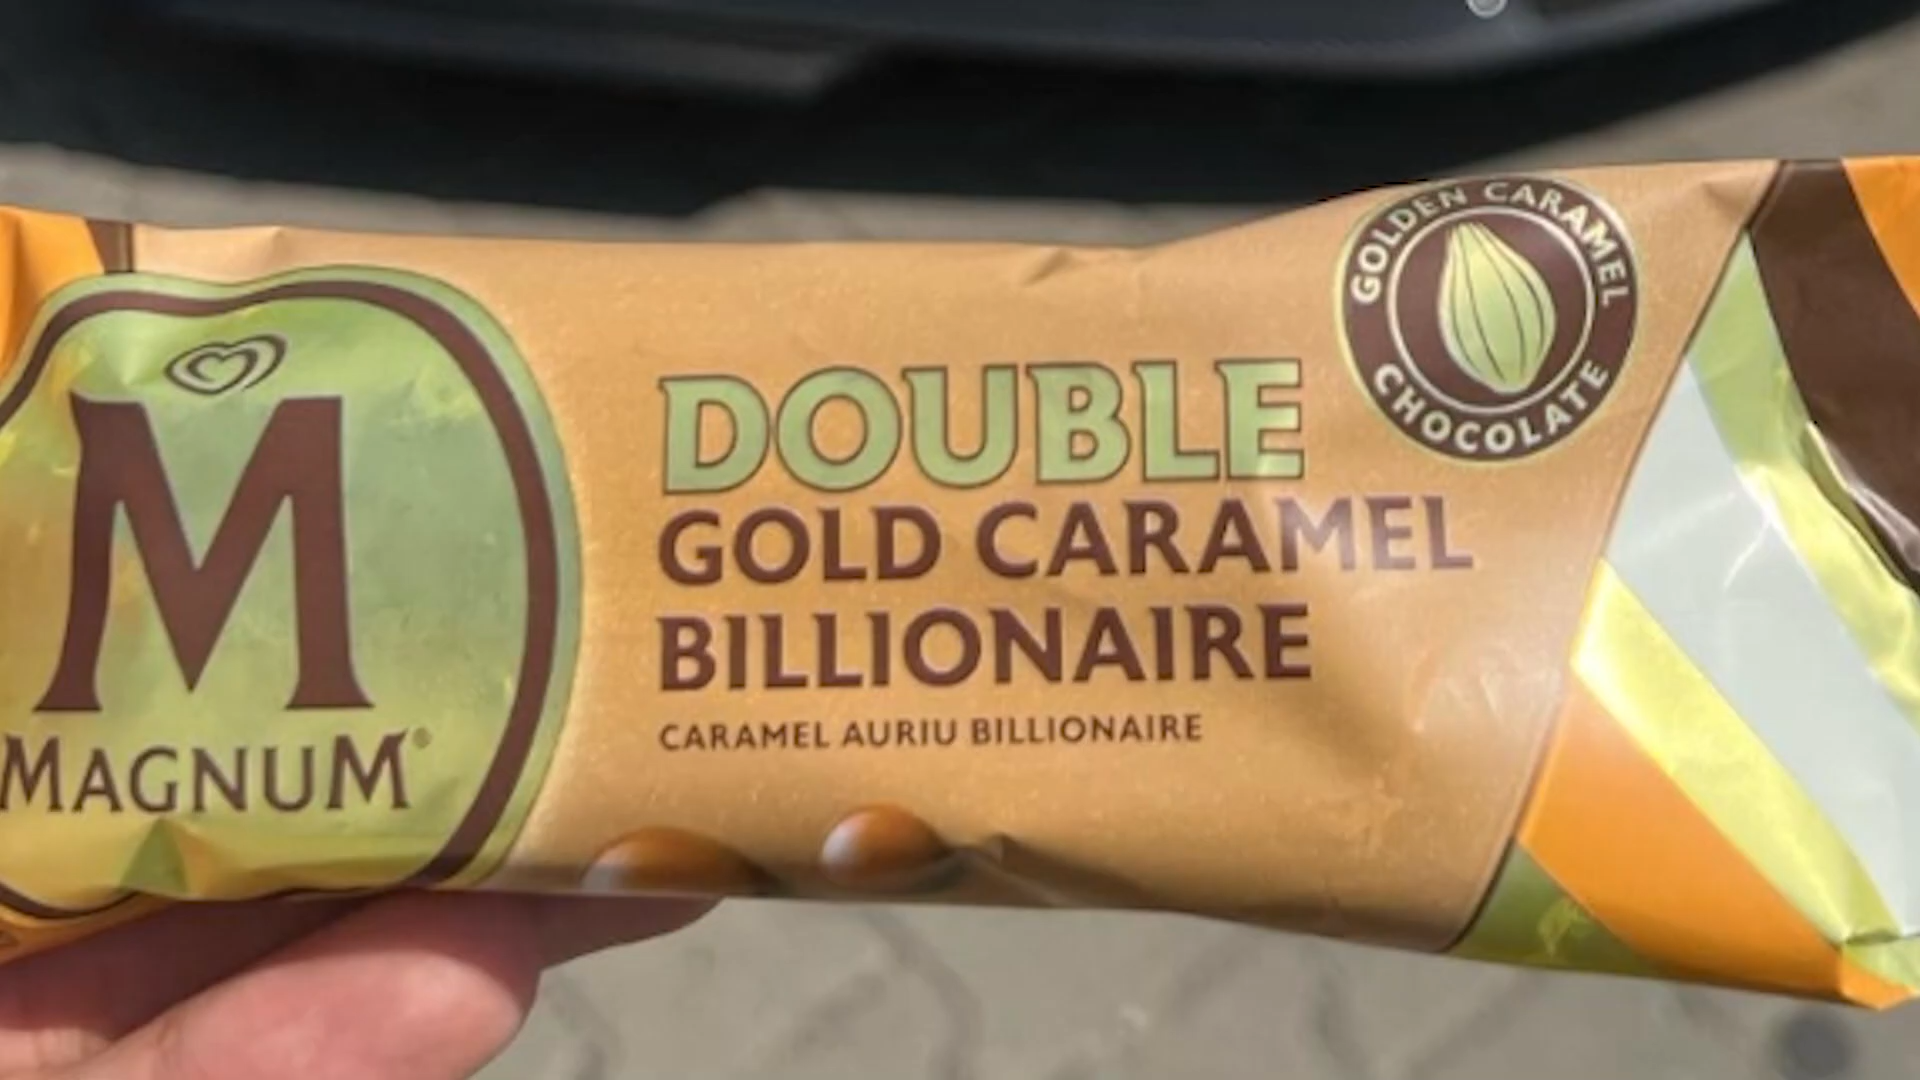 M
MAGNUM®
DOUBLE
GOLD CARAMEL
BILLIONAIRE
CARAMEL AURIU BILLIONAIRE
GOLDEN CARAMEL
CHOCOLATE